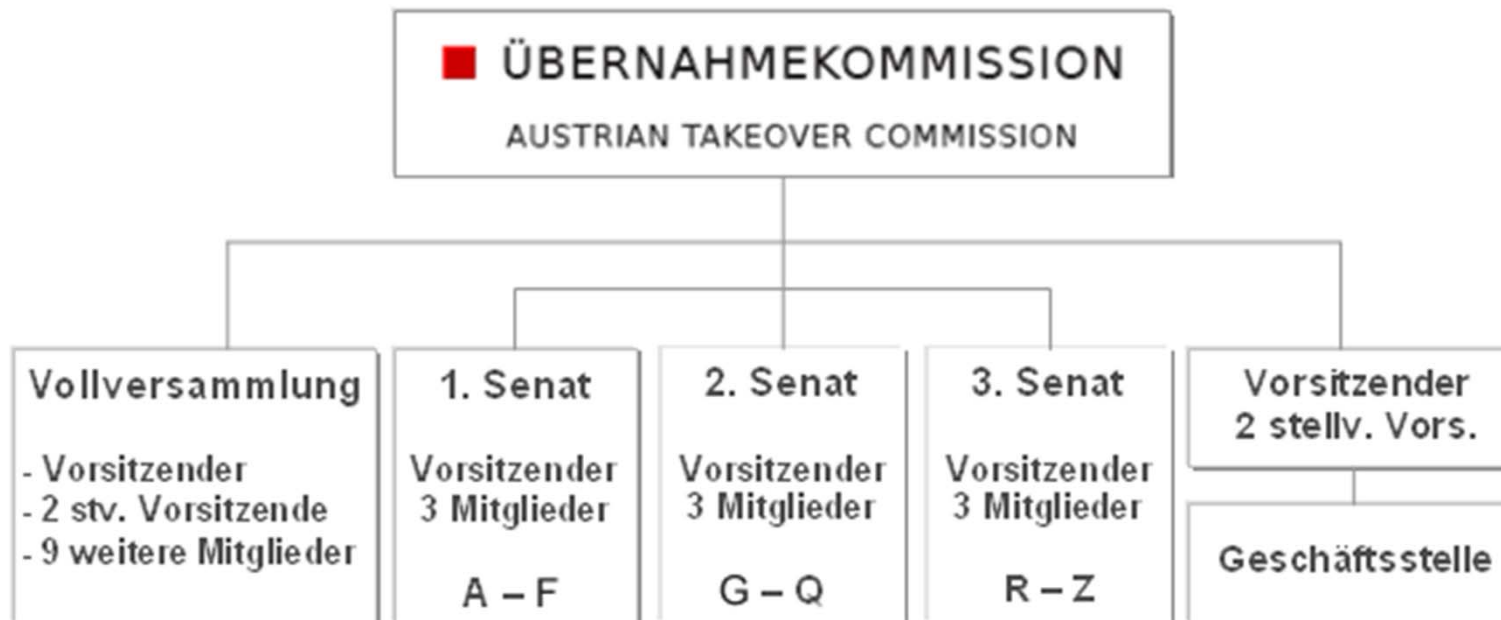 ÜBERNAHMEKOMMISSION
AUSTRIAN TAKEOVER COMMISSION
Vollversammlung
- Vorsitzender
- 2 stv. Vorsitzende
- 9 weitere Mitglieder
1. Senat
Vorsitzender
3 Mitglieder
A – F
2. Senat
Vorsitzender
3 Mitglieder
G – Q
3. Senat
Vorsitzender
3 Mitglieder
R – Z
Vorsitzender
2 stellv. Vors.
Geschäftsstelle